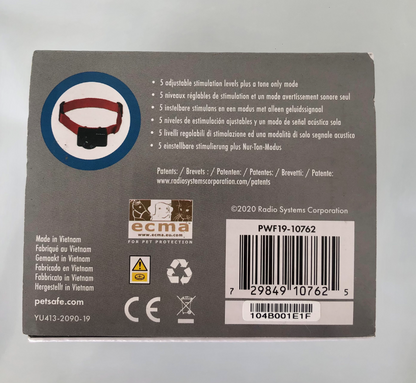 • 5 adjustable stimulation levels plus a tone only mode
• 5 niveaux réglables de stimulation et un mode avertissement sonore seul
• 5 instelbare stimulans en een modus met alleen geluidssignaal
• 5 niveles de estimulación ajustables y un modo de señal acústica sola
• 5 livelli regolabili di stimolazione ed una modalità di solo segnale acustica
• 5 einstellbare stimulierung plus Nur-Ton-Modus
Patents: / Brevets : / Patenten: / Patentes: / Brevetti: / Patente:
www.radiosystemscorporation.com/patents
©2020 Radio Systems Corporation
ecma
www.ecma.eu.com
FOR PET PROTECTION
Made in Vietnam
Fabriqué au Vietnam
Gemaakt in Vietnam
Fabricado en Vietnam
Fabbricato in Vietnam
Hergestellt in Vietnam
petsafe.com
YU413-2090-19
CE
PWF19-10762
7 29849 10762 5
104B001E1F